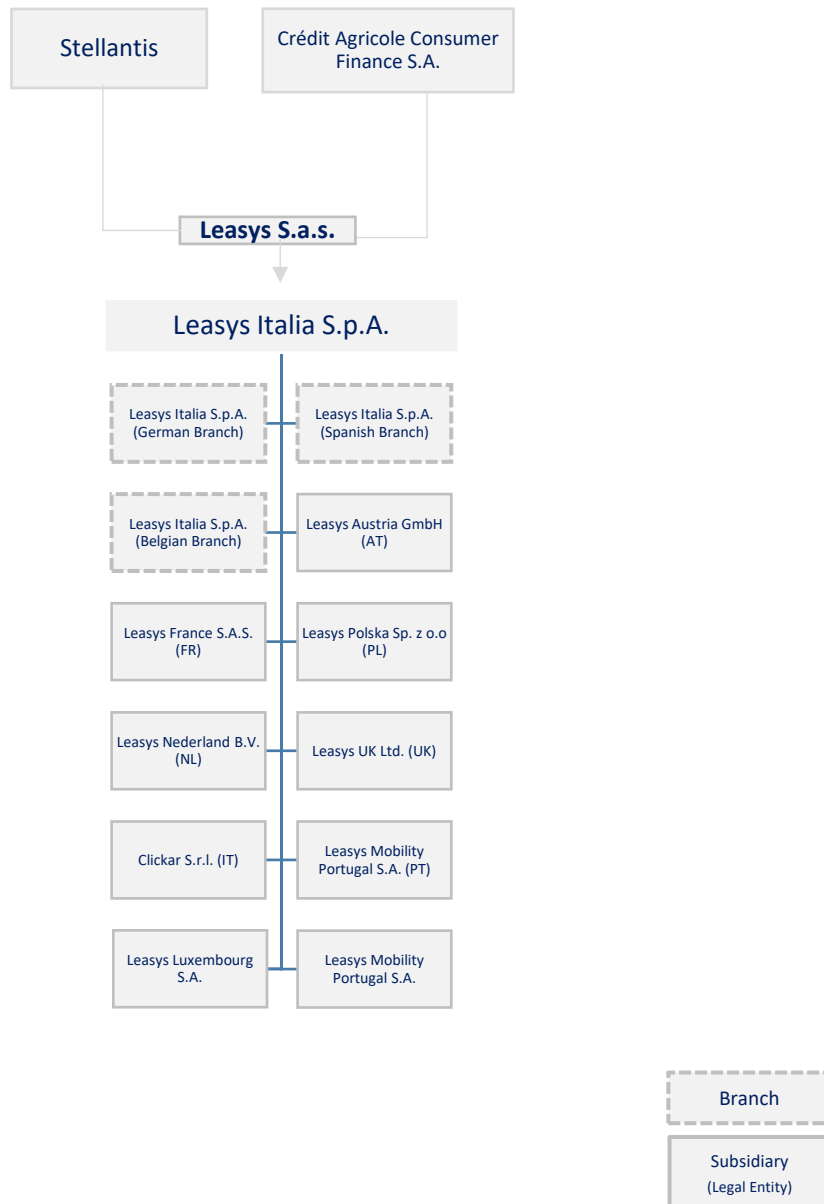 Stellantis
Crédit Agricole Consumer
Finance S.A.
Leasys S.a.s.
Leasys Italia S.p.A.
Leasys Italia S.p.A.
(German Branch)
Leasys Italia S.p.A.
(Spanish Branch)
Leasys Italia S.p.A.
(Belgian Branch)
Leasys Austria GmbH
(AT)
Leasys France S.A.S.
(FR)
Leasys Polska Sp. z o.o
(PL)
Leasys Nederland B.V.
(NL)
Leasys UK Ltd. (UK)
Clickar S.r.l. (IT)
Leasys Mobility
Portugal S.A. (PT)
Leasys Luxembourg
S.A.
Leasys Mobility
Portugal S.A.
Branch
Subsidiary
(Legal Entity)